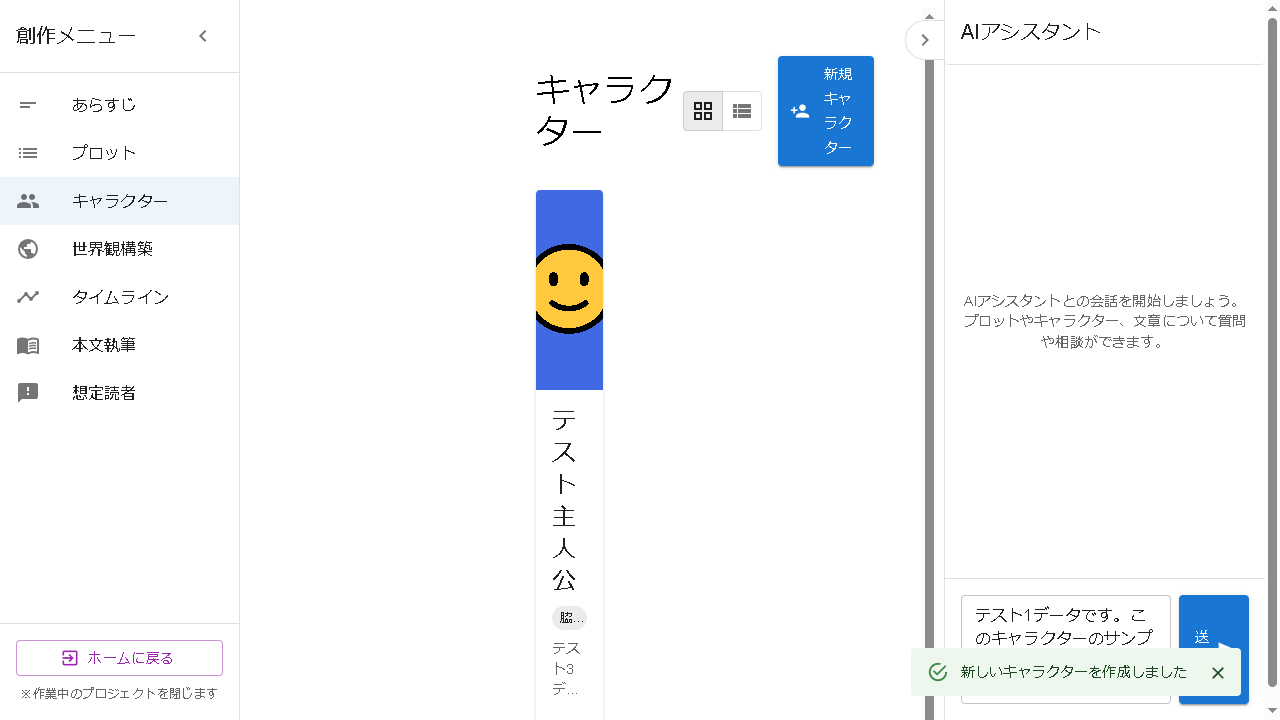 創作メニュー
あらすじ
プロット
キャラクター
世界観構築
タイムライン
本文執筆
想定読者
ホームに戻る
※作業中のプロジェクトを閉じます
キャラク
ター
新規
キャ
ラク
ター
テ
ス
ト
主
人
公
脇…
テス
ト3
デ…
AIアシスタント
AIアシスタントとの会話を開始しましょう。
プロットやキャラクター、文章について質問
や相談ができます。
テスト1データです。こ
のキャラクターのサンプ
送
新しいキャラクターを作成しました